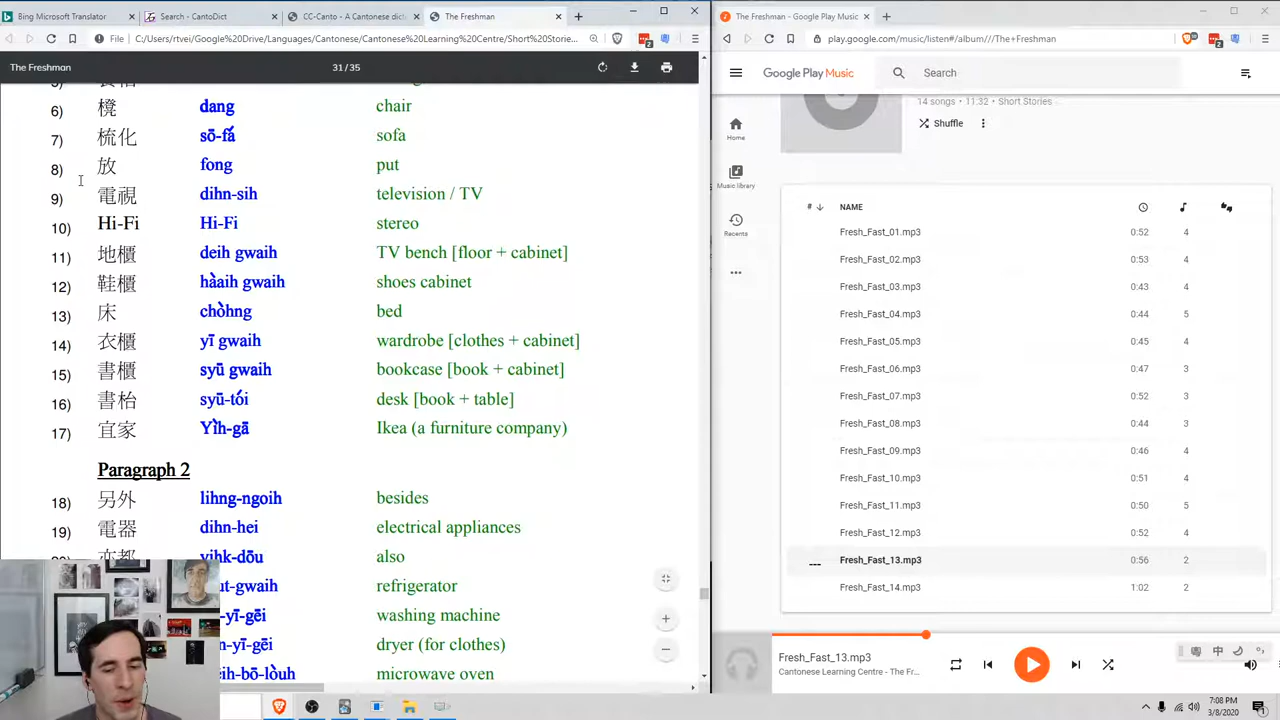 Bing Microsoft Translator
Search - CantoDict
CC-Canto - A Cantonese dict
The Freshman
File
C:/Users/rtvei/Google%20Drive/Languages/Cantonese/Cantonese%20Learning%20Centre/Short%20Storie...
The Freshman
31 / 35
6) 櫈 dang chair
7) 梳化 sō-fá sofa
8) 放 fong put
9) 電視 dihn-sih television / TV
10) Hi-Fi Hi-Fi stereo
11) 地櫃 deih gwaih TV bench [floor + cabinet]
12) 鞋櫃 hàaih gwaih shoes cabinet
13) 床 chòhng bed
14) 衣櫃 yī gwaih wardrobe [clothes + cabinet]
15) 書櫃 syū gwaih bookcase [book + cabinet]
16) 書枱 syū-tói desk [book + table]
17) 宜家 Yìh-gā Ikea (a furniture company)
Paragraph 2
18) 另外 lihng-ngoih besides
19) 電器 dihn-hei electrical appliances
yihk-dōu also
ut-gwaih refrigerator
-yī-gēi washing machine
n-yī-gēi dryer (for clothes)
eih-bō-lòuh microwave oven
The Freshman - Google Play Music
play.google.com/music/listen#/album///The+Freshman
Google Play Music
Search
14 songs • 11:32 • Short Stories
Shuffle
Home
Music library
Recents
# NAME
Fresh_Fast_01.mp3 0:52 4
Fresh_Fast_02.mp3 0:53 4
Fresh_Fast_03.mp3 0:43 4
Fresh_Fast_04.mp3 0:44 5
Fresh_Fast_05.mp3 0:45 4
Fresh_Fast_06.mp3 0:47 3
Fresh_Fast_07.mp3 0:52 3
Fresh_Fast_08.mp3 0:44 3
Fresh_Fast_09.mp3 0:46 4
Fresh_Fast_10.mp3 0:51 4
Fresh_Fast_11.mp3 0:50 5
Fresh_Fast_12.mp3 0:52 4
Fresh_Fast_13.mp3 0:56 2
Fresh_Fast_14.mp3 1:02 2
Fresh_Fast_13.mp3
Cantonese Learning Centre - The Fr...
中
7:08 PM
3/8/2020